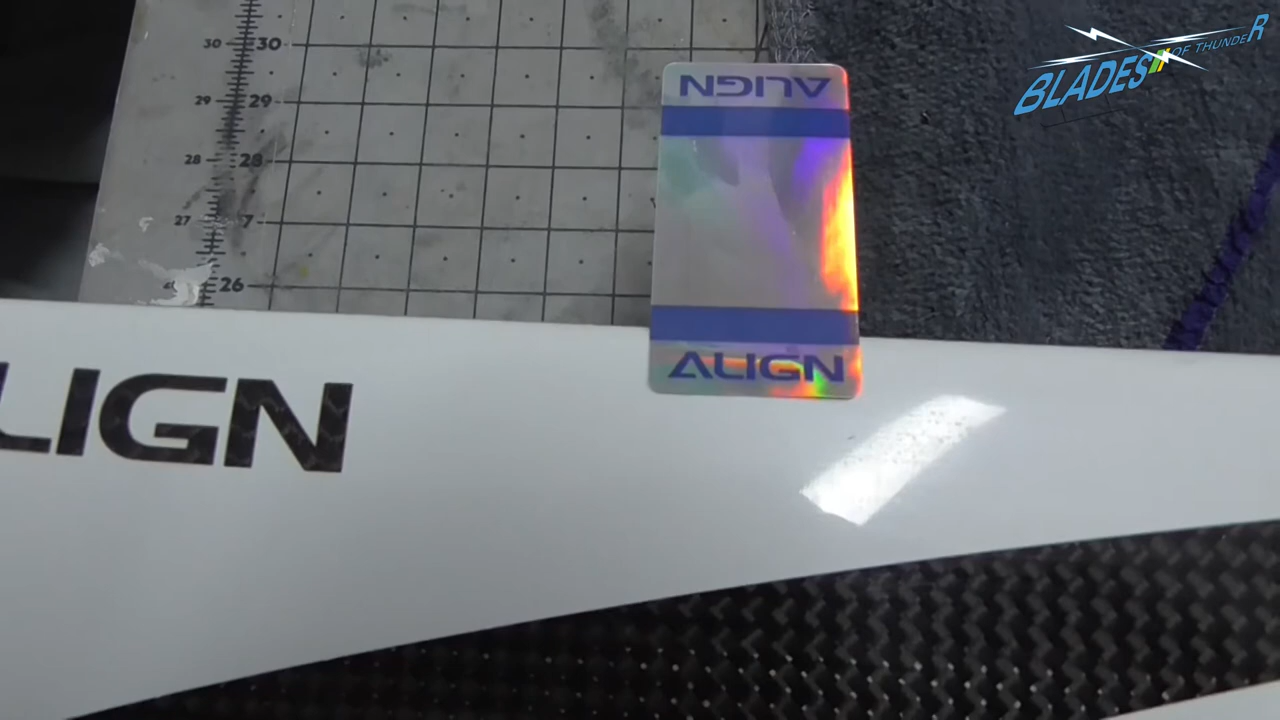 30 30
ALIGN
29 29
28 28
27 7
26
ALIGN
LIGN
BLADES OF THUNDER